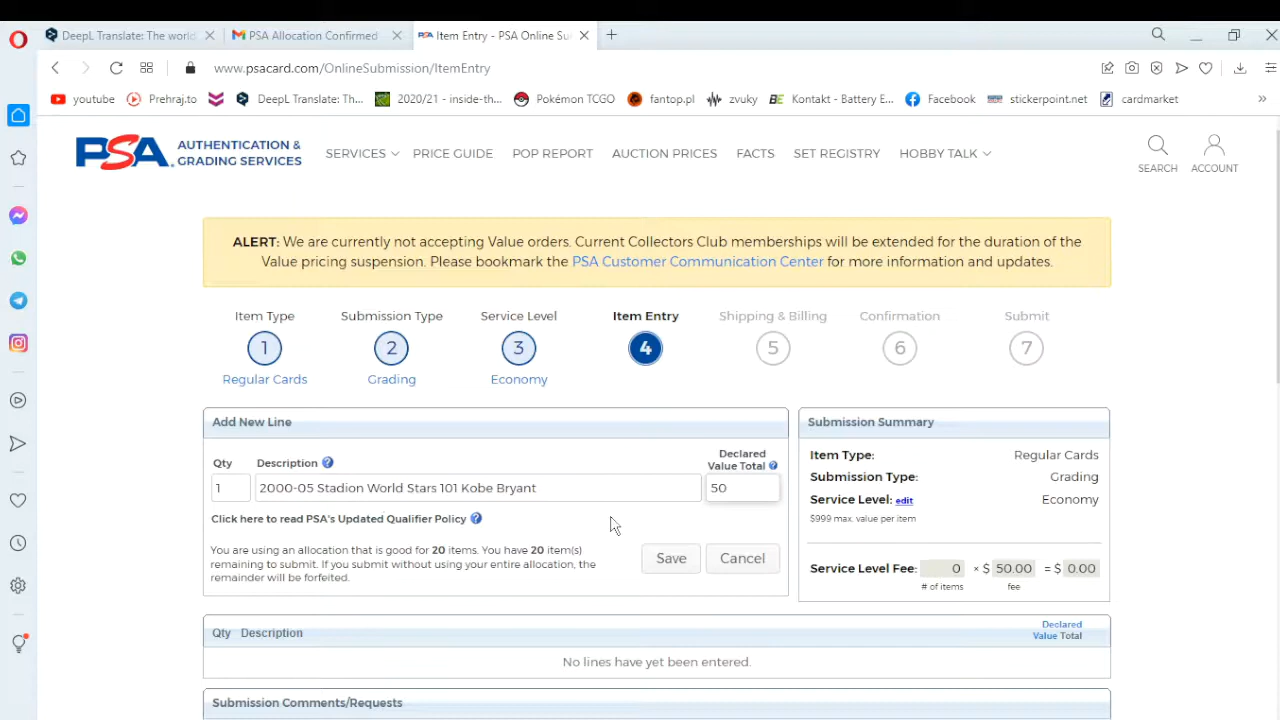 DeepL Translate: The world
PSA Allocation Confirmed
PSA Item Entry - PSA Online Su
www.psacard.com/OnlineSubmission/ItemEntry
youtube
Prehraj.to
DeepL Translate: Th...
2020/21 - inside-th...
Pokémon TCGO
fantop.pl
zvuky
BE Kontakt - Battery E...
Facebook
stickerpoint.net
cardmarket
PSA AUTHENTICATION &
GRADING SERVICES
SERVICES
PRICE GUIDE
POP REPORT
AUCTION PRICES
FACTS
SET REGISTRY
HOBBY TALK
SEARCH
ACCOUNT
ALERT: We are currently not accepting Value orders. Current Collectors Club memberships will be extended for the duration of the
Value pricing suspension. Please bookmark the PSA Customer Communication Center for more information and updates.
Item Type
Submission Type
Service Level
Item Entry
Shipping & Billing
Confirmation
Submit
1
2
3
4
5
6
7
Regular Cards
Grading
Economy
Add New Line
Qty
Description ?
Declared
Value Total ?
1
2000-05 Stadion World Stars 101 Kobe Bryant
50
Click here to read PSA's Updated Qualifier Policy ?
You are using an allocation that is good for 20 items. You have 20 item(s)
remaining to submit. If you submit without using your entire allocation, the
remainder will be forfeited.
Save
Cancel
Submission Summary
Item Type: Regular Cards
Submission Type: Grading
Service Level: edit Economy
$999 max. value per item
Service Level Fee: 0 × $ 50.00 = $ 0.00
# of items fee
Qty Description
Declared
Value Total
No lines have yet been entered.
Submission Comments/Requests